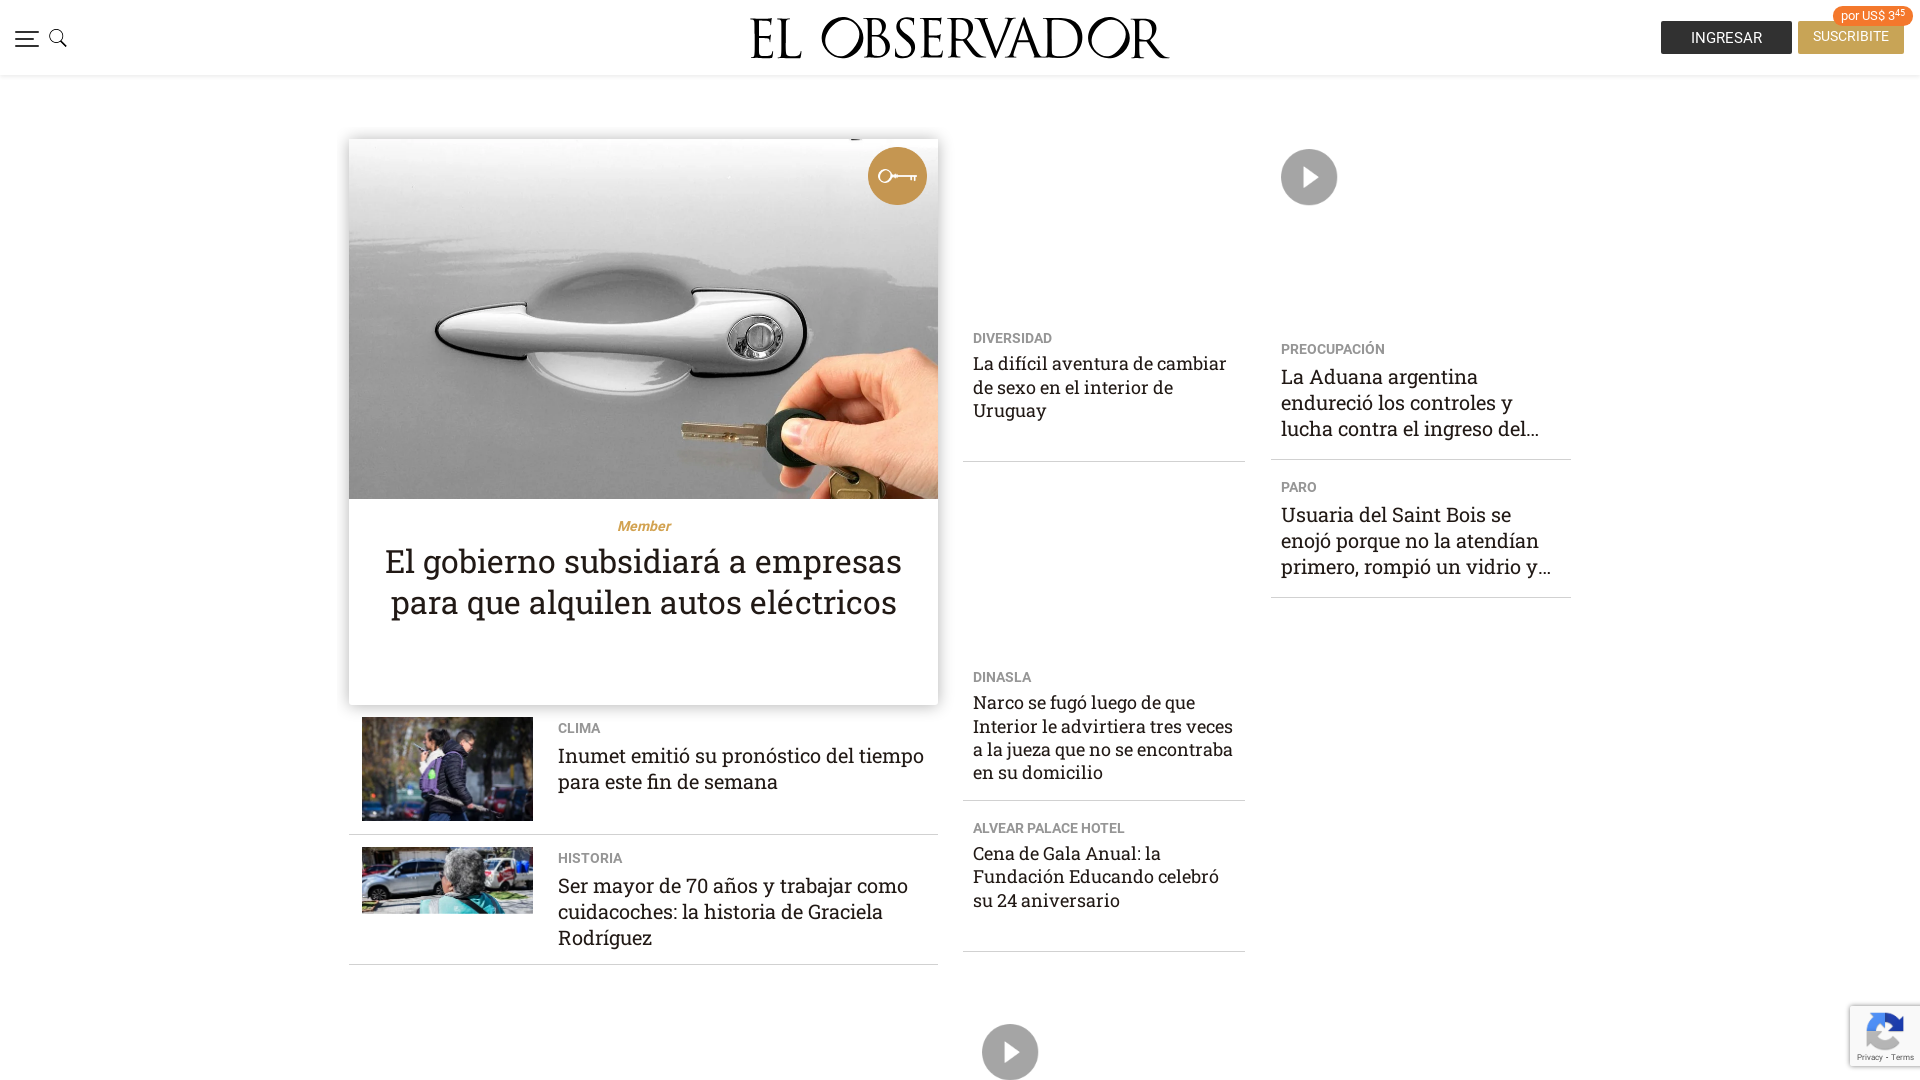 EL OBSERVADOR
INGRESAR
por US$ 3⁴⁵
SUSCRIBITE
Member
El gobierno subsidiará a empresas
para que alquilen autos eléctricos
CLIMA
Inumet emitió su pronóstico del tiempo
para este fin de semana
HISTORIA
Ser mayor de 70 años y trabajar como
cuidacoches: la historia de Graciela
Rodríguez
DIVERSIDAD
La difícil aventura de cambiar
de sexo en el interior de
Uruguay
DINASLA
Narco se fugó luego de que
Interior le advirtiera tres veces
a la jueza que no se encontraba
en su domicilio
ALVEAR PALACE HOTEL
Cena de Gala Anual: la
Fundación Educando celebró
su 24 aniversario
PREOCUPACIÓN
La Aduana argentina
endureció los controles y
lucha contra el ingreso del...
PARO
Usuaria del Saint Bois se
enojó porque no la atendían
primero, rompió un vidrio y...
Privacy - Terms